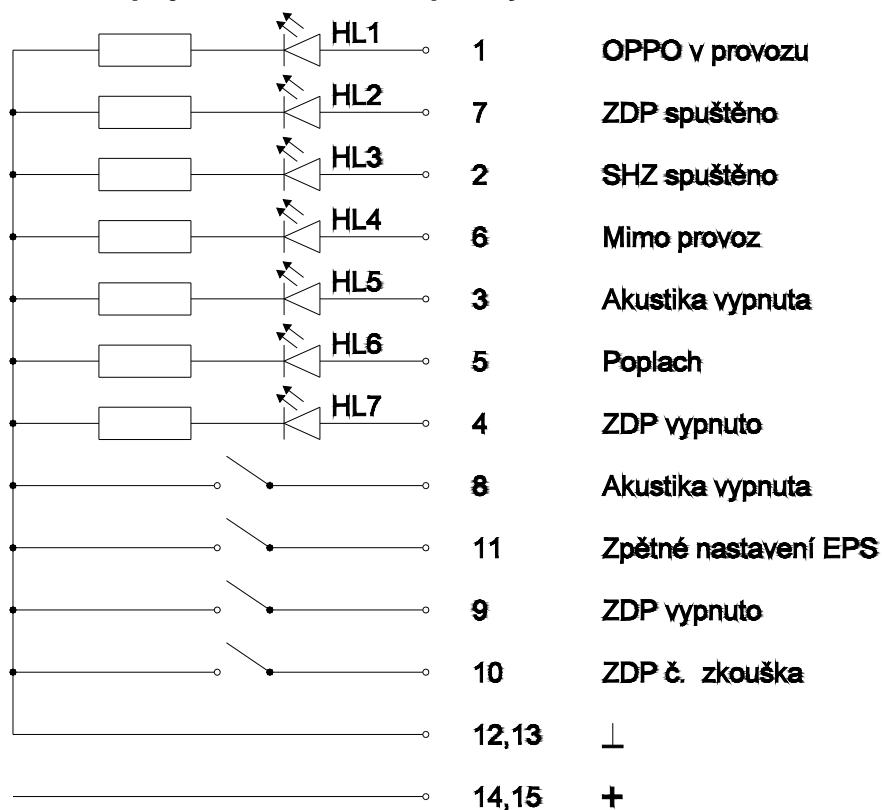 HL1 1 OPPO v provozu
HL2 7 ZDP spuštěno
HL3 2 SHZ spuštěno
HL4 6 Mimo provoz
HL5 3 Akustika vypnuta
HL6 5 Poplach
HL7 4 ZDP vypnuto
8 Akustika vypnuta
11 Zpětné nastavení EPS
9 ZDP vypnuto
10 ZDP č. zkouška
12,13 ⊥
14,15 +